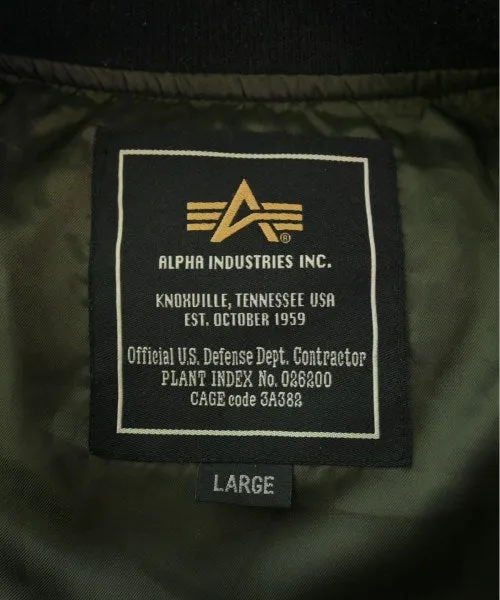 A®
ALPHA INDUSTRIES INC.
KNOXVILLE, TENNESSEE USA
EST. OCTOBER 1959
Official U.S. Defense Dept. Contractor
PLANT INDEX No. 026200
CAGE code 3A382
LARGE